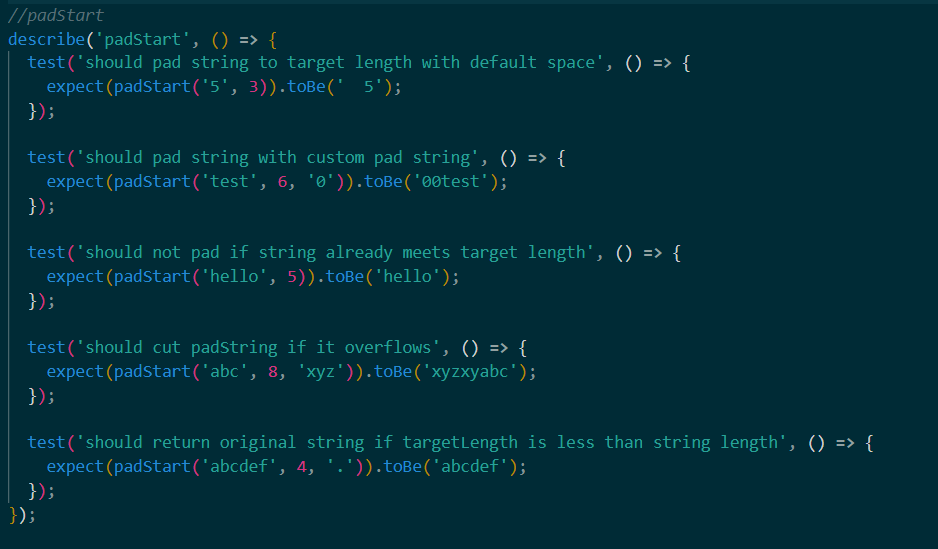 //padStart
describe('padStart', () => {
  test('should pad string to target length with default space', () => {
    expect(padStart('5', 3)).toBe('  5');
  });

  test('should pad string with custom pad string', () => {
    expect(padStart('test', 6, '0')).toBe('00test');
  });

  test('should not pad if string already meets target length', () => {
    expect(padStart('hello', 5)).toBe('hello');
  });

  test('should cut padString if it overflows', () => {
    expect(padStart('abc', 8, 'xyz')).toBe('xyzxyabc');
  });

  test('should return original string if targetLength is less than string length', () => {
    expect(padStart('abcdef', 4, '.')).toBe('abcdef');
  });
});